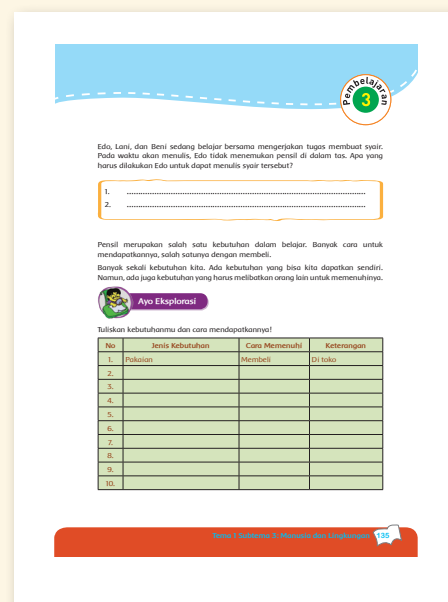 Pembelajaran
3
Edo, Lani, dan Beni sedang belajar bersama mengerjakan tugas membuat syair.
Pada waktu akan menulis, Edo tidak menemukan pensil di dalam tas. Apa yang
harus dilakukan Edo untuk dapat menulis syair tersebut?
1. ....................................................................................................
2. ....................................................................................................
Pensil merupakan salah satu kebutuhan dalam belajar. Banyak cara untuk
mendapatkannya, salah satunya dengan membeli.
Banyak sekali kebutuhan kita. Ada kebutuhan yang bisa kita dapatkan sendiri.
Namun, ada juga kebutuhan yang harus melibatkan orang lain untuk memenuhinya.
Ayo Eksplorasi
Tuliskan kebutuhanmu dan cara mendapatkannya!
No Jenis Kebutuhan Cara Memenuhi Keterangan
1. Pakaian Membeli Di toko
2.
3.
4.
5.
6.
7.
8.
9.
10.
Tema 1 Subtema 3: Manusia dan Lingkungan 135